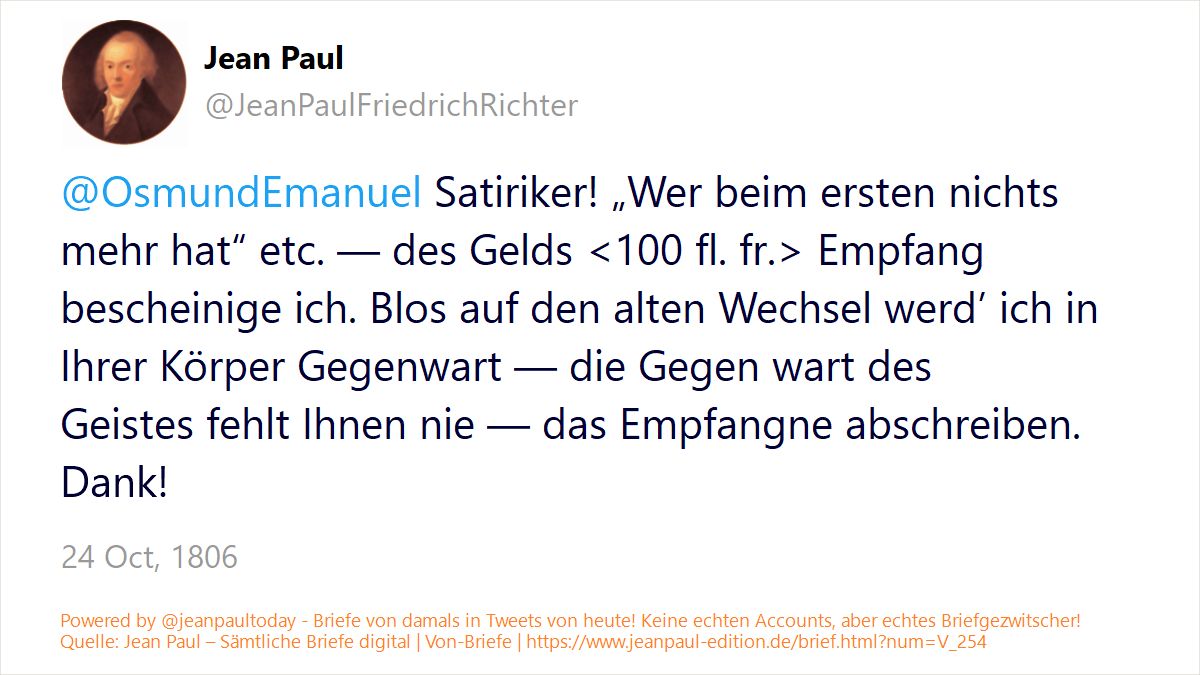 Jean Paul
@JeanPaulFriedrichRichter
@OsmundEmanuel Satiriker! „Wer beim ersten nichts
mehr hat“ etc. — des Gelds <100 fl. fr.> Empfang
bescheinige ich. Blos auf den alten Wechsel werd’ ich in
Ihrer Körper Gegenwart — die Gegen wart des
Geistes fehlt Ihnen nie — das Empfangne abschreiben.
Dank!
24 Oct, 1806
Powered by @jeanpaultoday - Briefe von damals in Tweets von heute! Keine echten Accounts, aber echtes Briefgezwitscher!
Quelle: Jean Paul – Sämtliche Briefe digital | Von-Briefe | https://www.jeanpaul-edition.de/brief.html?num=V_254